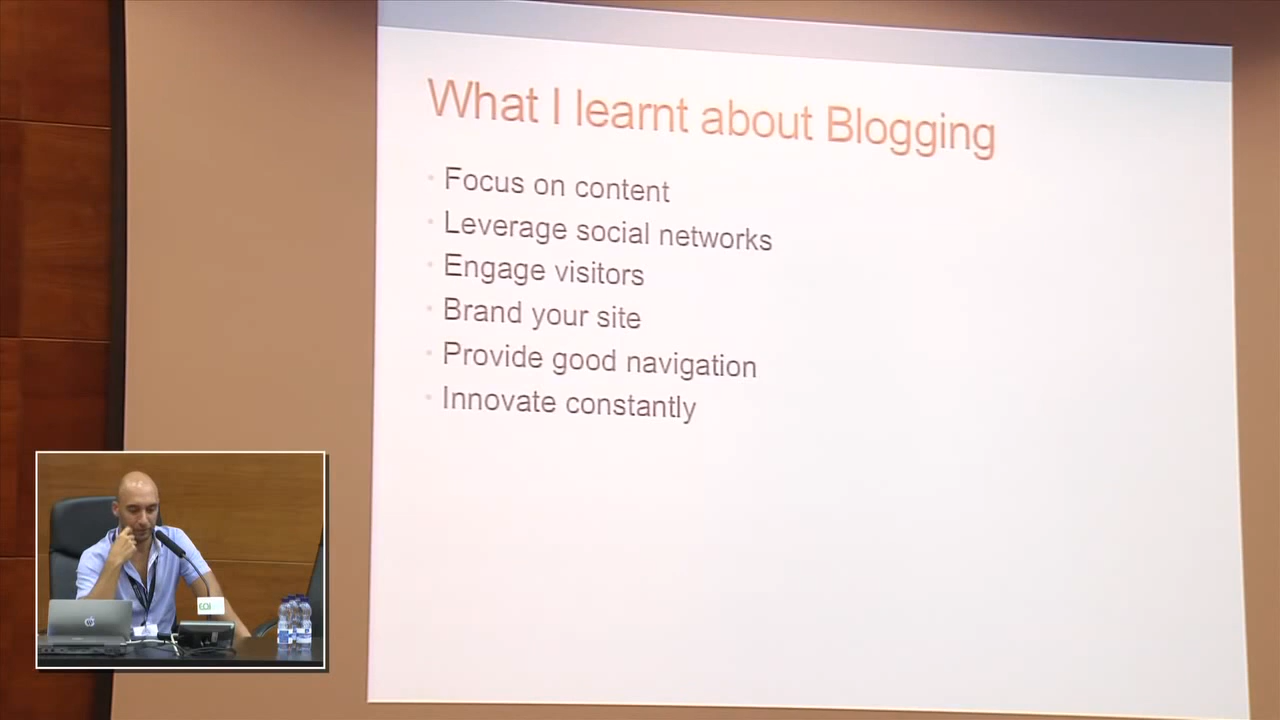 What I learnt about Blogging
Focus on content
Leverage social networks
Engage visitors
Brand your site
Provide good navigation
Innovate constantly
EOI